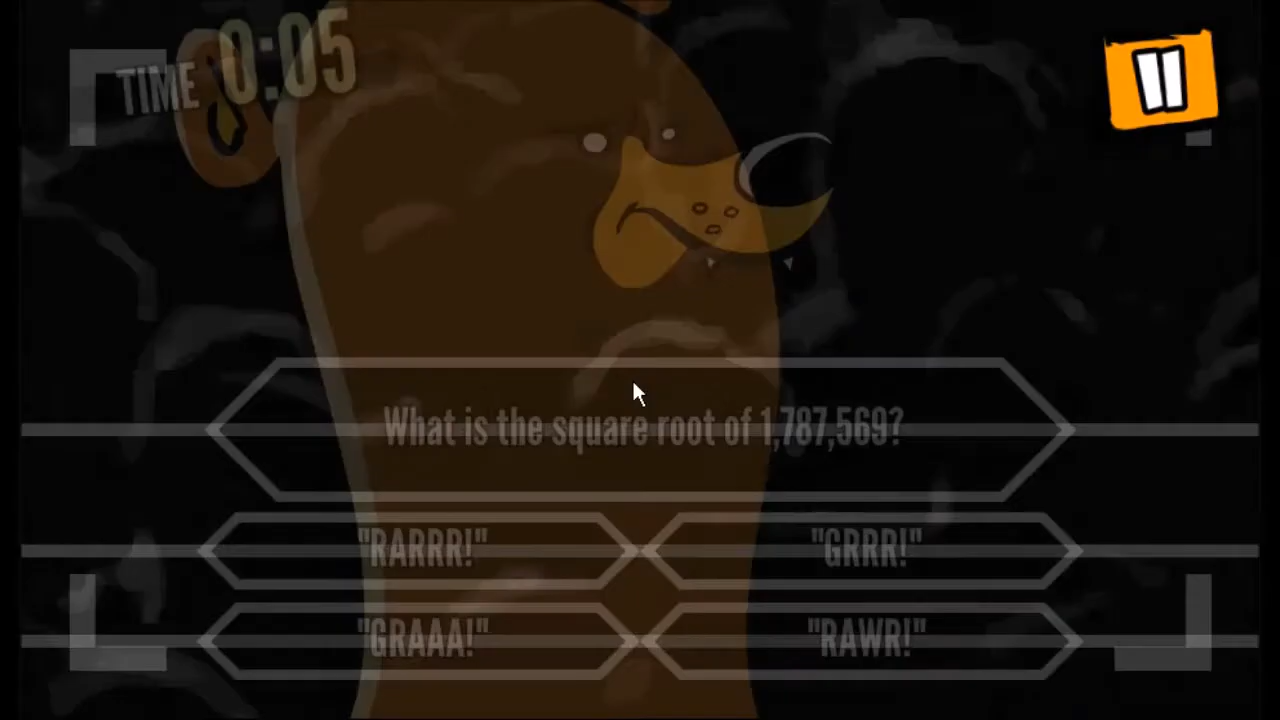 TIME 0:05
What is the square root of 1,787,569?
"RARRR!"
"GRRR!"
"GRAAA!"
"RAWR!"